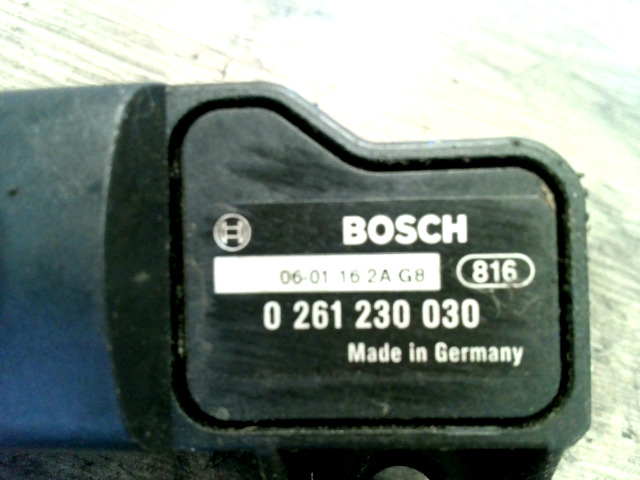 BOSCH
06-01 16 2A G8
816
0 261 230 030
Made in Germany